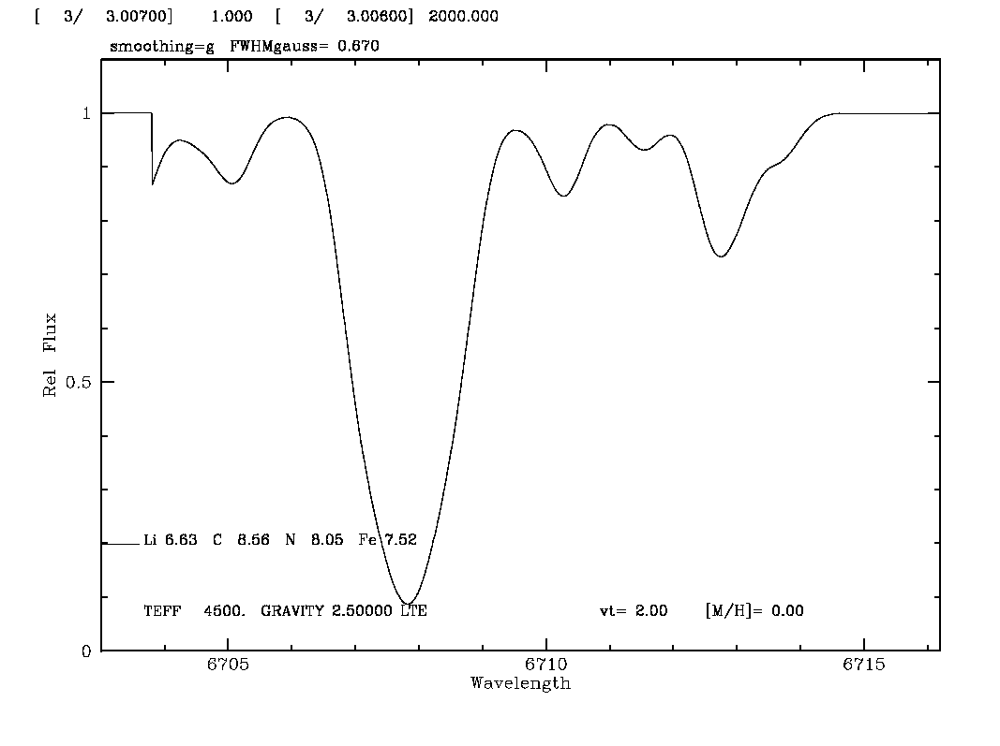 [ 3/ 3.00700] 1.000 [ 3/ 3.00600] 2000.000
smoothing=g FWHMgauss= 0.670
1
Rel Flux
0.5
Li 6.63 C 8.56 N 8.05 Fe 7.52
TEFF 4500. GRAVITY 2.50000 LTE vt= 2.00 [M/H]= 0.00
0
6705 6710 6715
Wavelength